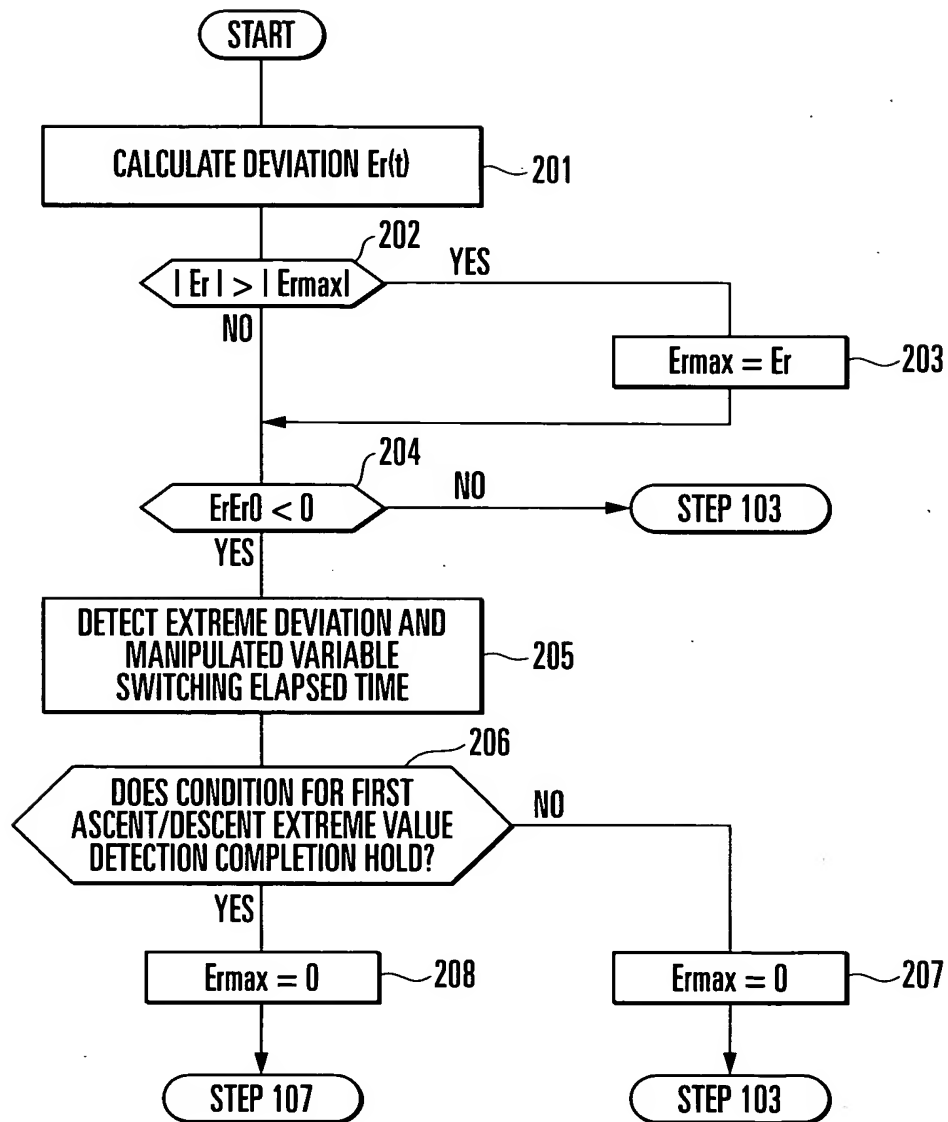 START
CALCULATE DEVIATION Er(t)
201
202
| Er | > | Ermax |
YES
NO
Ermax = Er
203
204
ErEr0 < 0
NO
STEP 103
YES
DETECT EXTREME DEVIATION AND
MANIPULATED VARIABLE
SWITCHING ELAPSED TIME
205
206
DOES CONDITION FOR FIRST
ASCENT/DESCENT EXTREME VALUE
DETECTION COMPLETION HOLD?
NO
YES
Ermax = 0
208
Ermax = 0
207
STEP 107
STEP 103